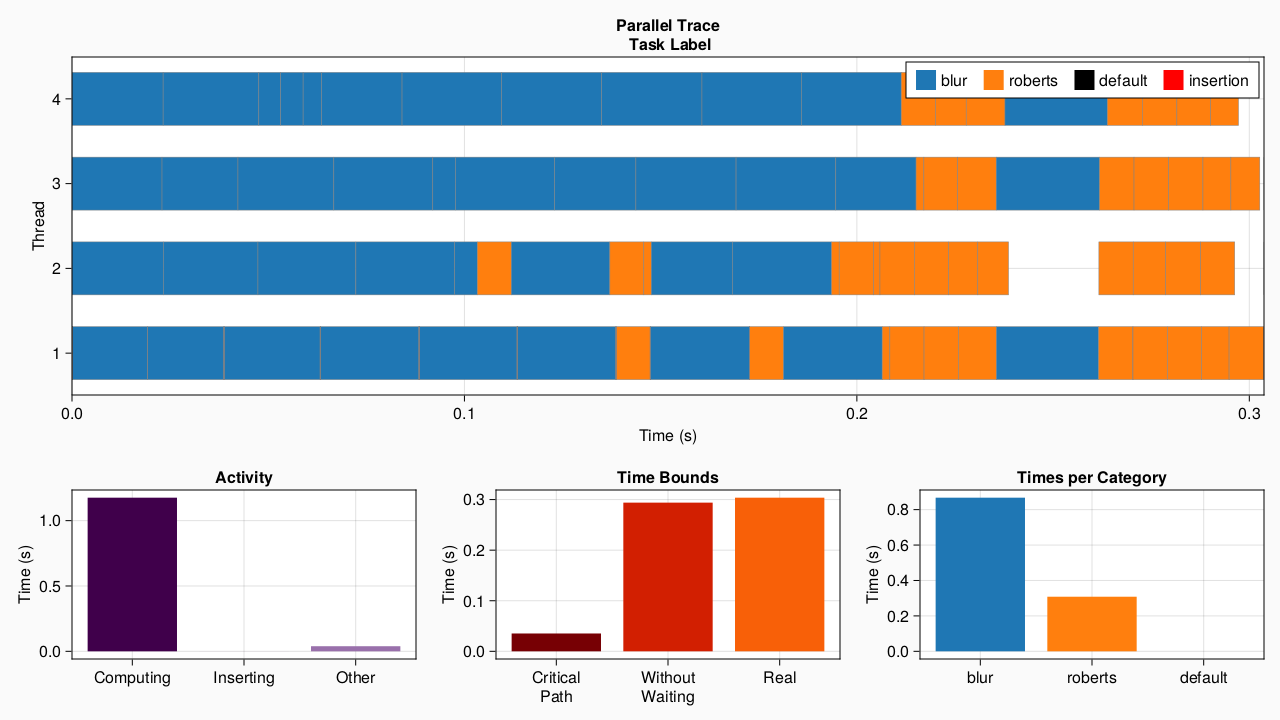 Parallel Trace
Task Label
blur roberts default insertion
4
3
2
1
Thread
0.0 0.1 0.2 0.3
Time (s)
Activity
1.0
0.5
0.0
Time (s)
Computing Inserting Other
Time Bounds
0.3
0.2
0.1
0.0
Time (s)
Critical Path Without Waiting Real
Times per Category
0.8
0.6
0.4
0.2
0.0
Time (s)
blur roberts default